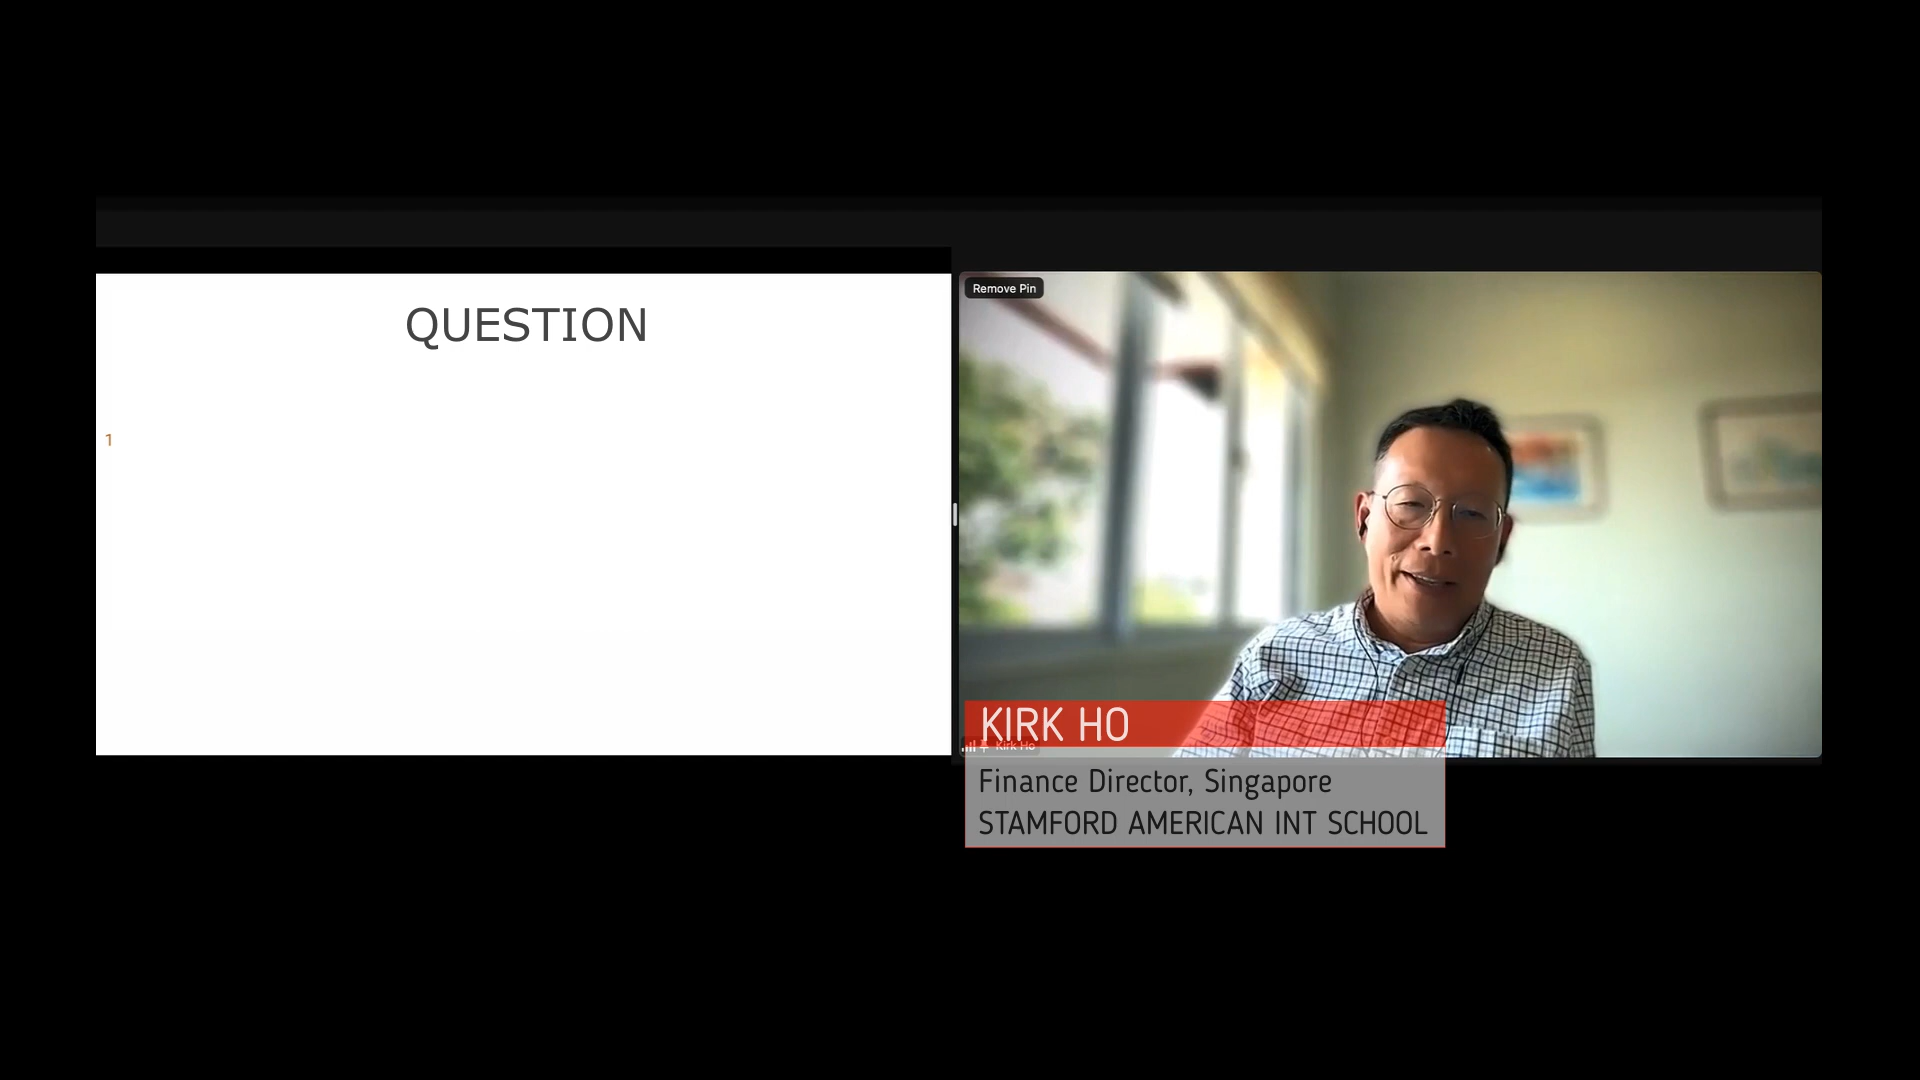 QUESTION
1
Remove Pin
KIRK HO
Kirk Ho
Finance Director, Singapore
STAMFORD AMERICAN INT SCHOOL